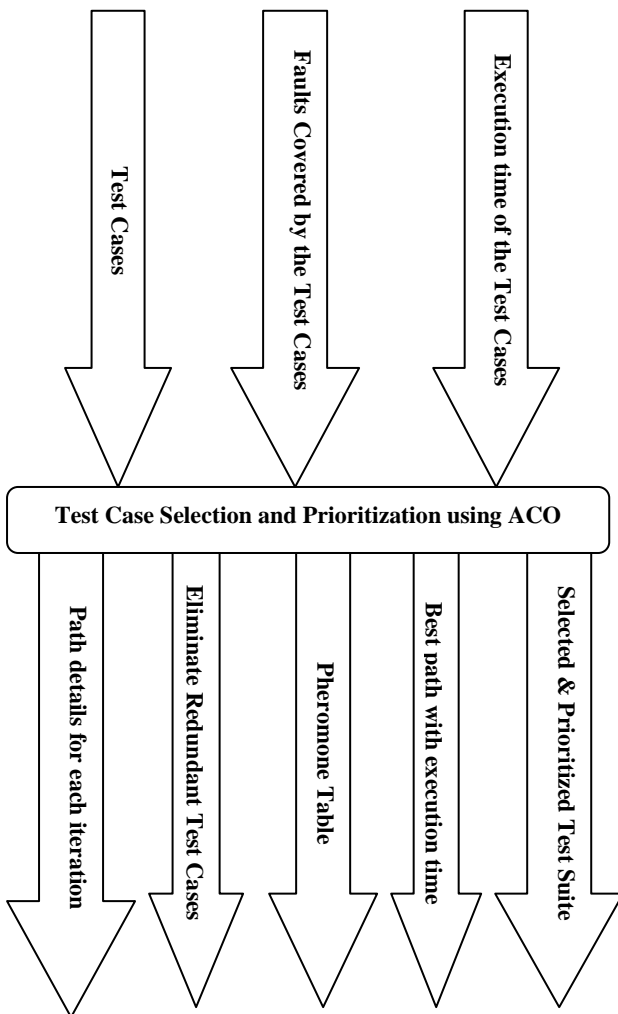 Test Cases
Faults Covered by the Test Cases
Execution time of the Test Cases
Test Case Selection and Prioritization using ACO
Path details for each iteration
Eliminate Redundant Test Cases
Pheromone Table
Best path with execution time
Selected & Prioritized Test Suite